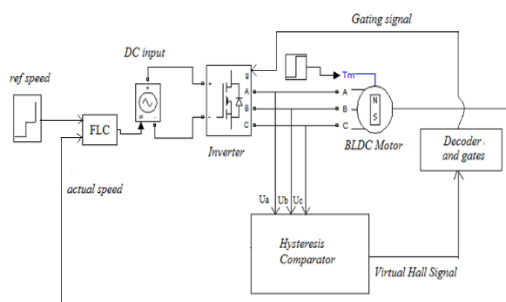 Gating signal
DC input
ref speed
g
Tm
+
+
A
A
N
S
B
B
FLC
s
-
-
C
C
Inverter
BLDC Motor
Decoder
and gates
actual speed
Ua
Ub
Uc
Hysteresis
Comparator
Virtual Hall Signal